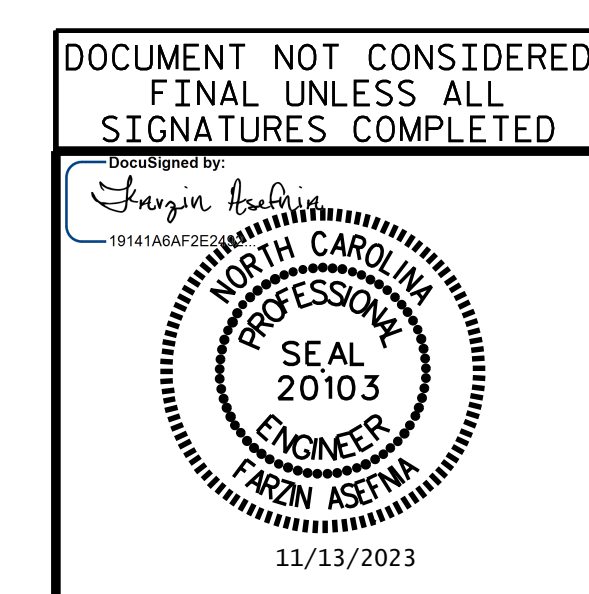 DOCUMENT NOT CONSIDERED
FINAL UNLESS ALL
SIGNATURES COMPLETED
DocuSigned by:
Farzin Asefnia
19141A6AF2E2492...
NORTH CAROLINA
PROFESSIONAL
SEAL
20103
ENGINEER
FARZIN ASEFNIA
11/13/2023